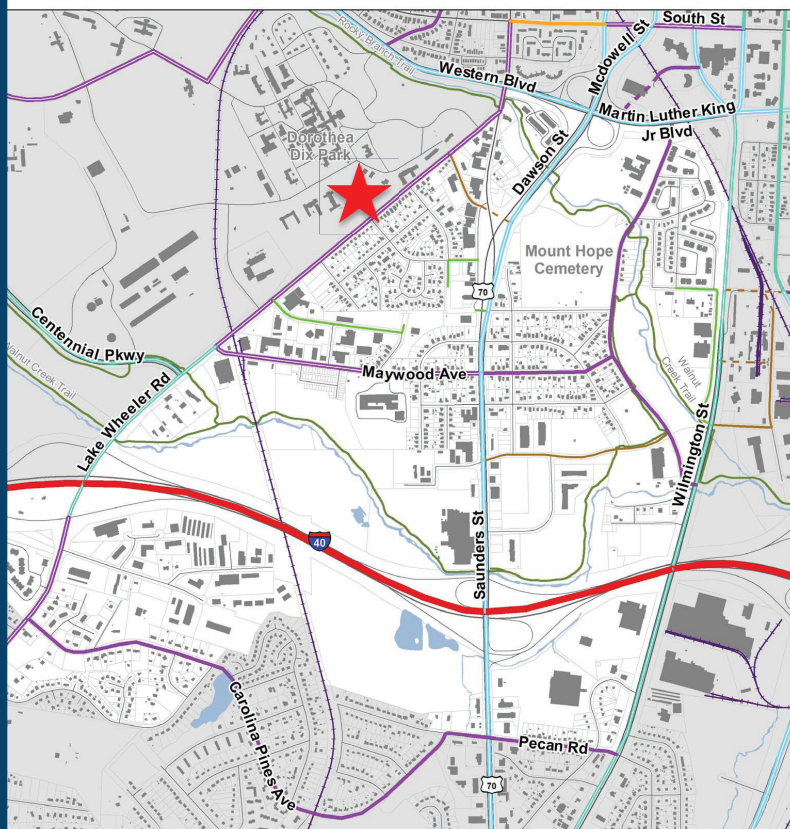 South St
Mcdowell St
Rocky Branch Trail
Western Blvd
Martin Luther King
Jr Blvd
Dorothea
Dix Park
Dawson St
Mount Hope
Cemetery
70
Centennial Pkwy
Walnut Creek Trail
Walnut
Creek Trail
Maywood Ave
Lake Wheeler Rd
Wilmington St
40
Saunders St
Carolina Pines Ave
Pecan Rd
70